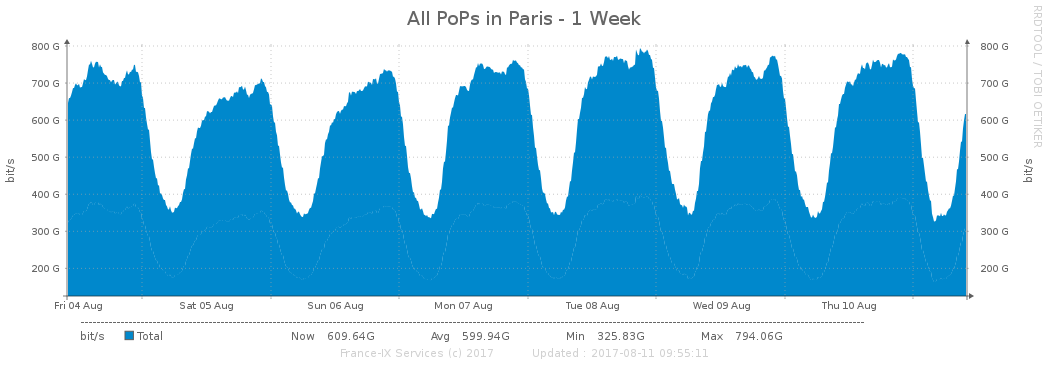 All PoPs in Paris - 1 Week
RRDTOOL / TOBI OETIKER
800 G 800 G
700 G 700 G
600 G 600 G
500 G 500 G
400 G 400 G
300 G 300 G
200 G 200 G
bit/s
bit/s
Fri 04 Aug Sat 05 Aug Sun 06 Aug Mon 07 Aug Tue 08 Aug Wed 09 Aug Thu 10 Aug
bit/s Total Now 609.64G Avg 599.94G Min 325.83G Max 794.06G
France-IX Services (c) 2017 Updated : 2017-08-11 09:55:11